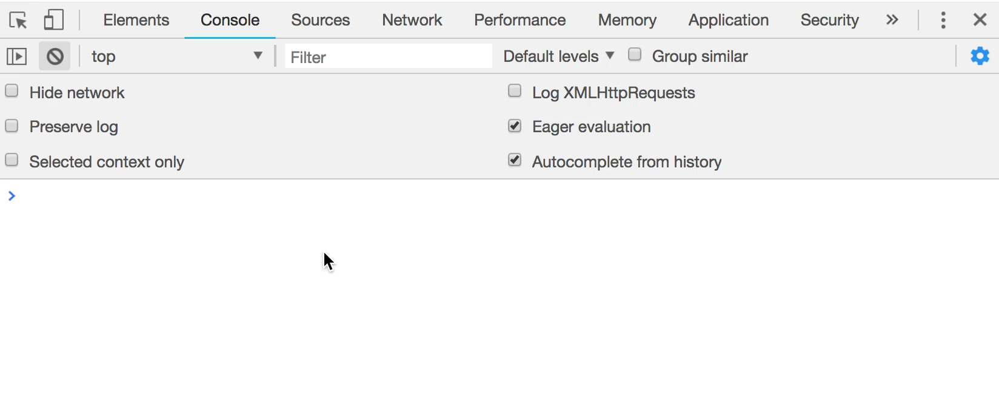 Elements Console Sources Network Performance Memory Application Security
top Filter Default levels Group similar
Hide network Log XMLHttpRequests
Preserve log Eager evaluation
Selected context only Autocomplete from history